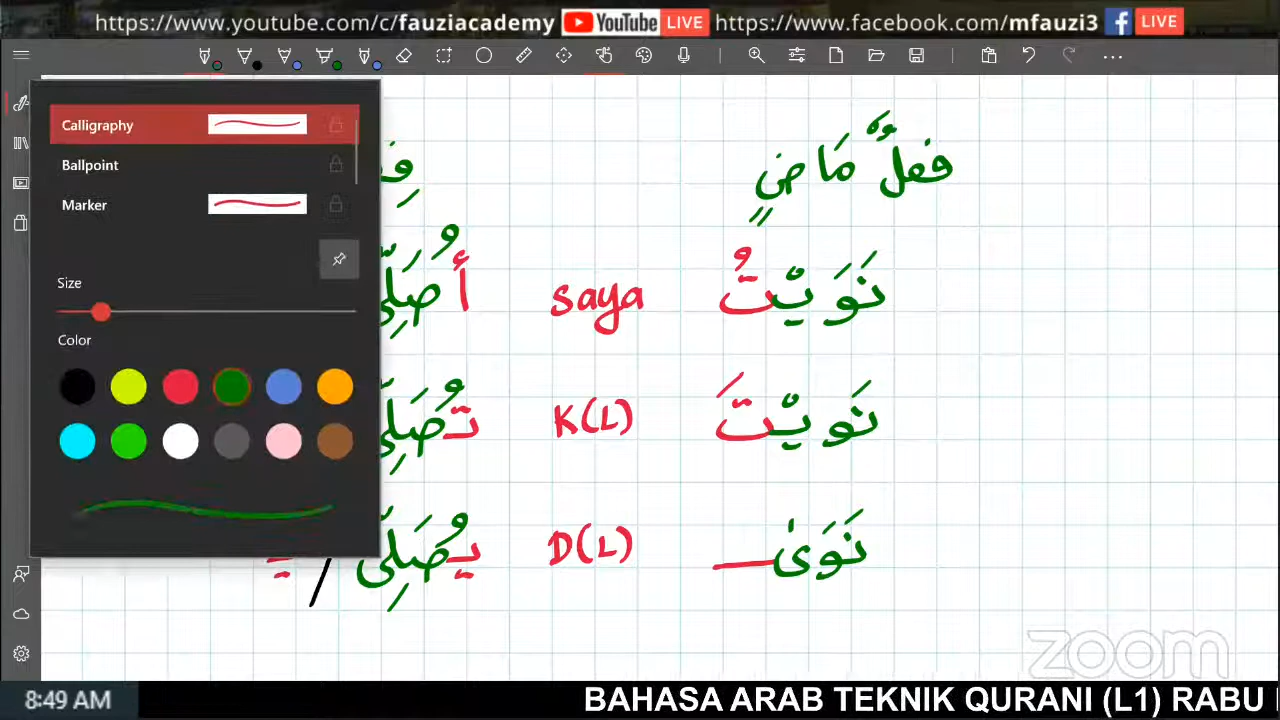 https://www.youtube.com/c/fauziacademy YouTube LIVE https://www.facebook.com/mfauzi3 f LIVE
Calligraphy
Ballpoint
Marker
Size
Color
فعلٌ مَاضٍ
نَوَيْتُ saya أُصَلِّى
نَوَيْتَ K(L) تُصَلِّى
نَوَىٰ D(L) يُصَلِّى /
zoom
8:49 AM
BAHASA ARAB TEKNIK QURANI (L1) RABU